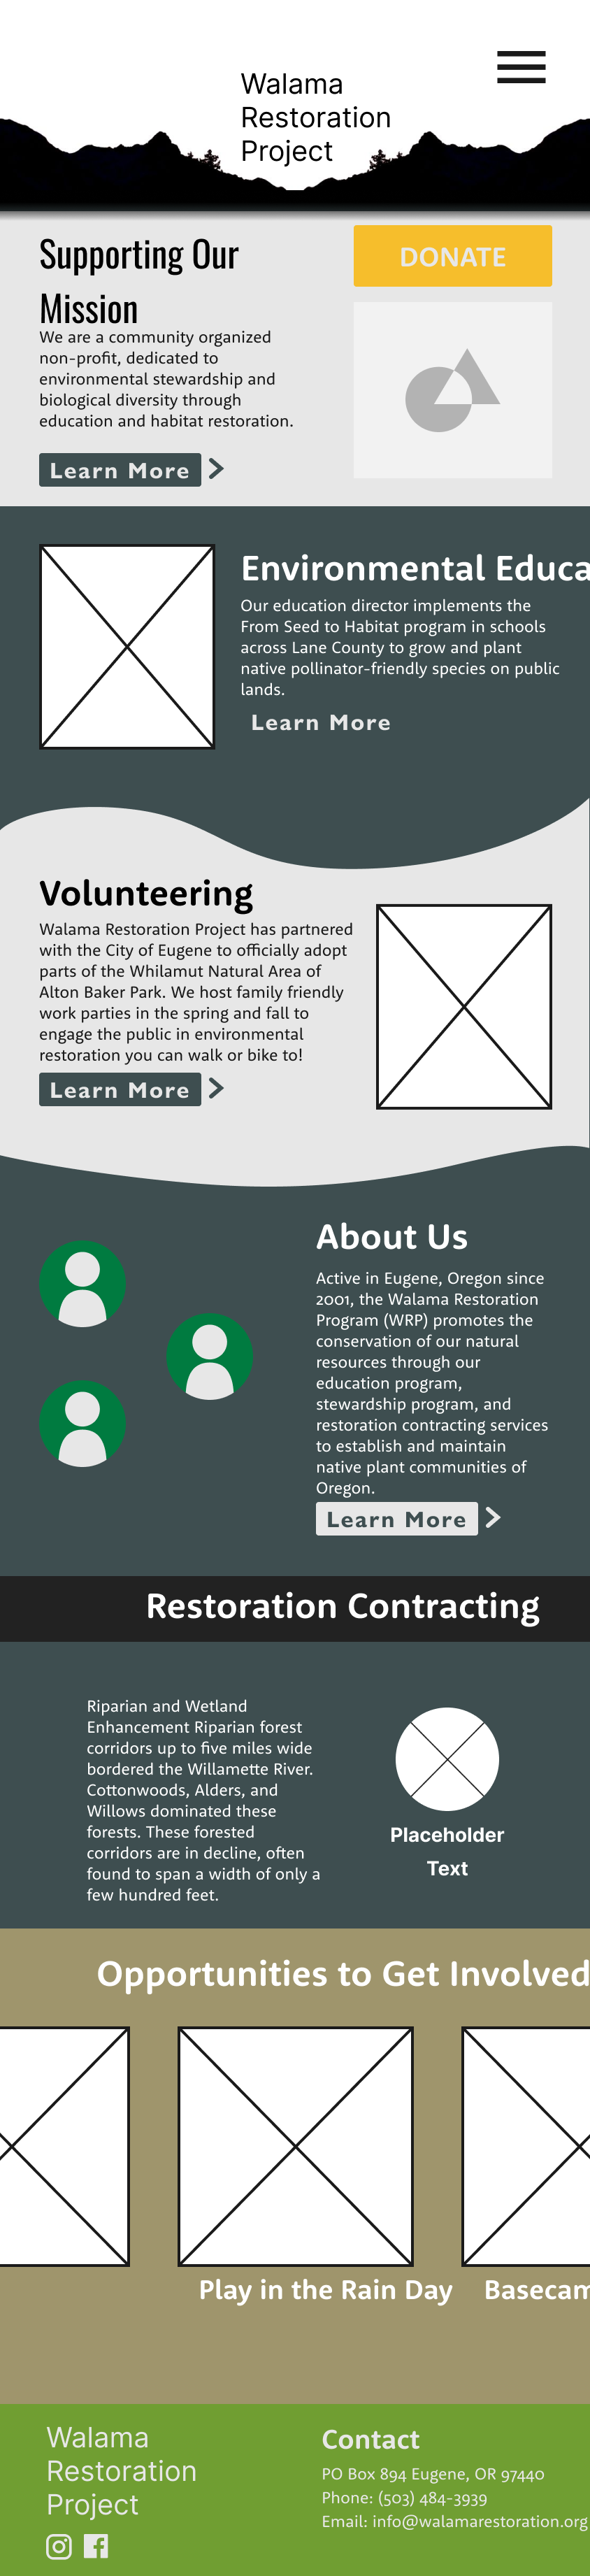 Walama
Restoration
Project
Supporting Our
Mission
We are a community organized
non-profit, dedicated to
environmental stewardship and
biological diversity through
education and habitat restoration.
Learn More
DONATE
Environmental Educa
Our education director implements the
From Seed to Habitat program in schools
across Lane County to grow and plant
native pollinator-friendly species on public
lands.
Learn More
Volunteering
Walama Restoration Project has partnered
with the City of Eugene to officially adopt
parts of the Whilamut Natural Area of
Alton Baker Park. We host family friendly
work parties in the spring and fall to
engage the public in environmental
restoration you can walk or bike to!
Learn More
About Us
Active in Eugene, Oregon since
2001, the Walama Restoration
Program (WRP) promotes the
conservation of our natural
resources through our
education program,
stewardship program, and
restoration contracting services
to establish and maintain
native plant communities of
Oregon.
Learn More
Restoration Contracting
Riparian and Wetland
Enhancement Riparian forest
corridors up to five miles wide
bordered the Willamette River.
Cottonwoods, Alders, and
Willows dominated these
forests. These forested
corridors are in decline, often
found to span a width of only a
few hundred feet.
Placeholder
Text
Opportunities to Get Involved
Play in the Rain Day
Basecam
Walama
Restoration
Project
Contact
PO Box 894 Eugene, OR 97440
Phone: (503) 484-3939
Email: info@walamarestoration.org